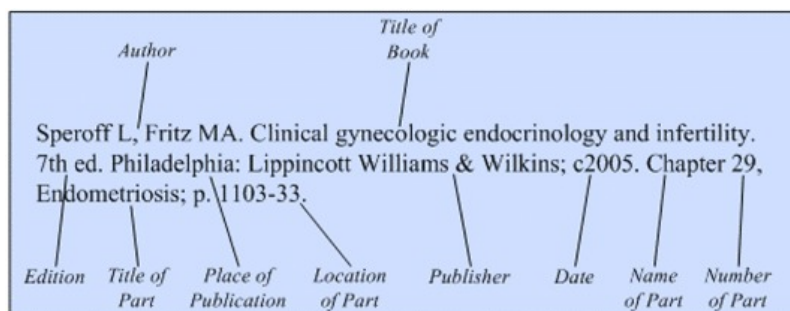 Title of
Author Book
Speroff L, Fritz MA. Clinical gynecologic endocrinology and infertility.
7th ed. Philadelphia: Lippincott Williams & Wilkins; c2005. Chapter 29,
Endometriosis; p. 1103-33.
Edition Title of Place of Location Publisher Date Name Number
Part Publication of Part of Part of Part